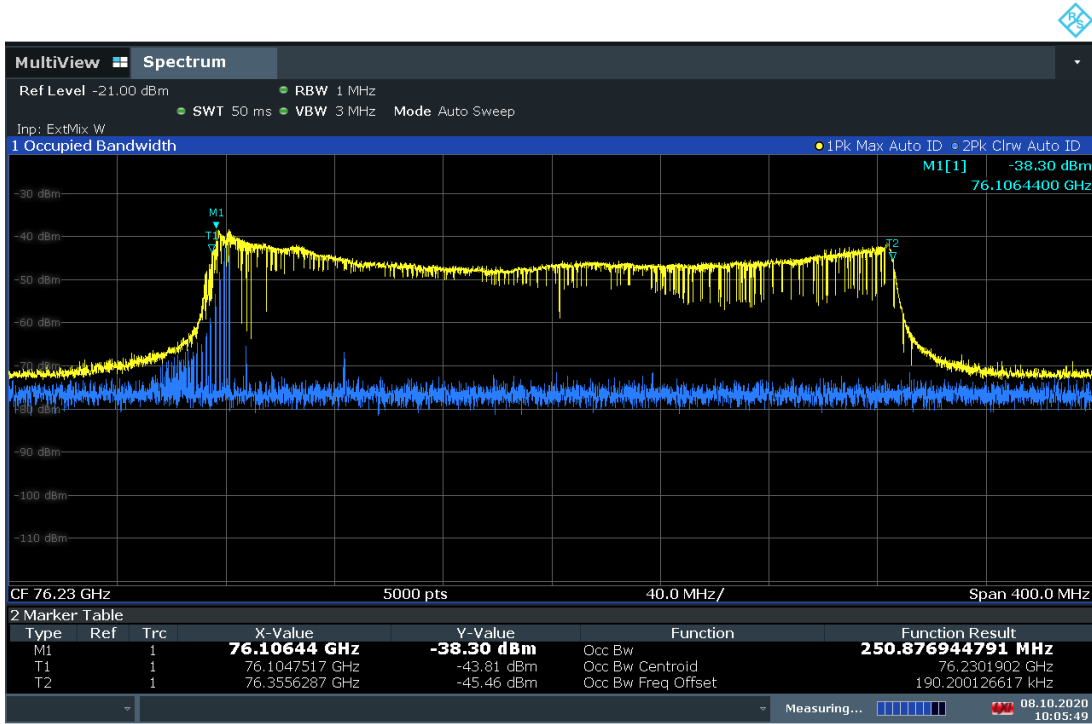 R&S
MultiView Spectrum
Ref Level -21.00 dBm RBW 1 MHz
SWT 50 ms VBW 3 MHz Mode Auto Sweep
Inp: ExtMix W
1 Occupied Bandwidth 1Pk Max Auto ID 2Pk Clrw Auto ID
M1[1] -38.30 dBm
76.1064400 GHz
-30 dBm
M1
-40 dBm T1 T2
-50 dBm
-60 dBm
-70 dBm
-80 dBm
-90 dBm
-100 dBm
-110 dBm
CF 76.23 GHz 5000 pts 40.0 MHz/ Span 400.0 MHz
2 Marker Table
Type Ref Trc X-Value Y-Value Function Function Result
M1 1 76.10644 GHz -38.30 dBm Occ Bw 250.876944791 MHz
T1 1 76.1047517 GHz -43.81 dBm Occ Bw Centroid 76.2301902 GHz
T2 1 76.3556287 GHz -45.46 dBm Occ Bw Freq Offset 190.200126617 kHz
Measuring... 08.10.2020
10:05:49